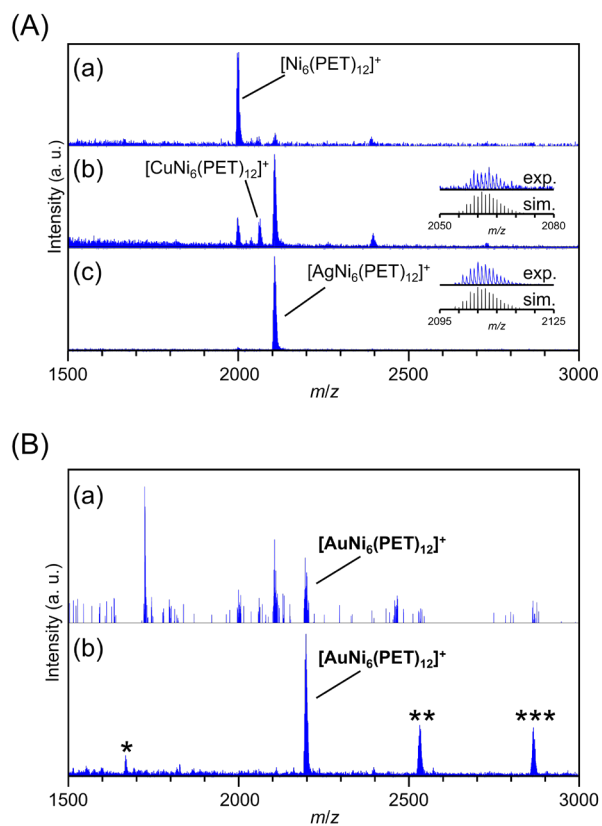 (A)
Intensity (a. u.)
(a)
[Ni6(PET)12]+
(b)
[CuNi6(PET)12]+
exp.
sim.
2050 2080
m/z
(c)
[AgNi6(PET)12]+
exp.
sim.
2095 2125
m/z
1500 2000 2500 3000
m/z
(B)
Intensity (a. u.)
(a)
[AuNi6(PET)12]+
(b)
[AuNi6(PET)12]+
* ** ***
1500 2000 2500 3000
m/z